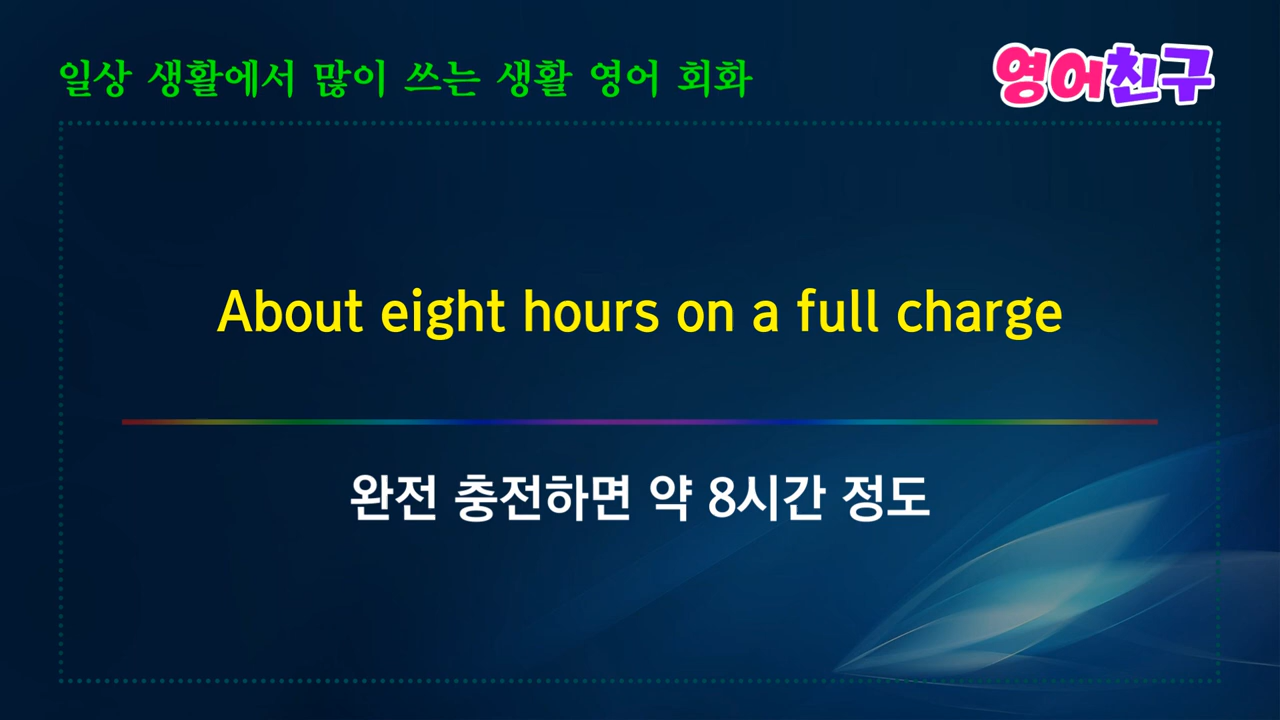 일상 생활에서 많이 쓰는 생활 영어 회화
영어친구
About eight hours on a full charge
완전 충전하면 약 8시간 정도